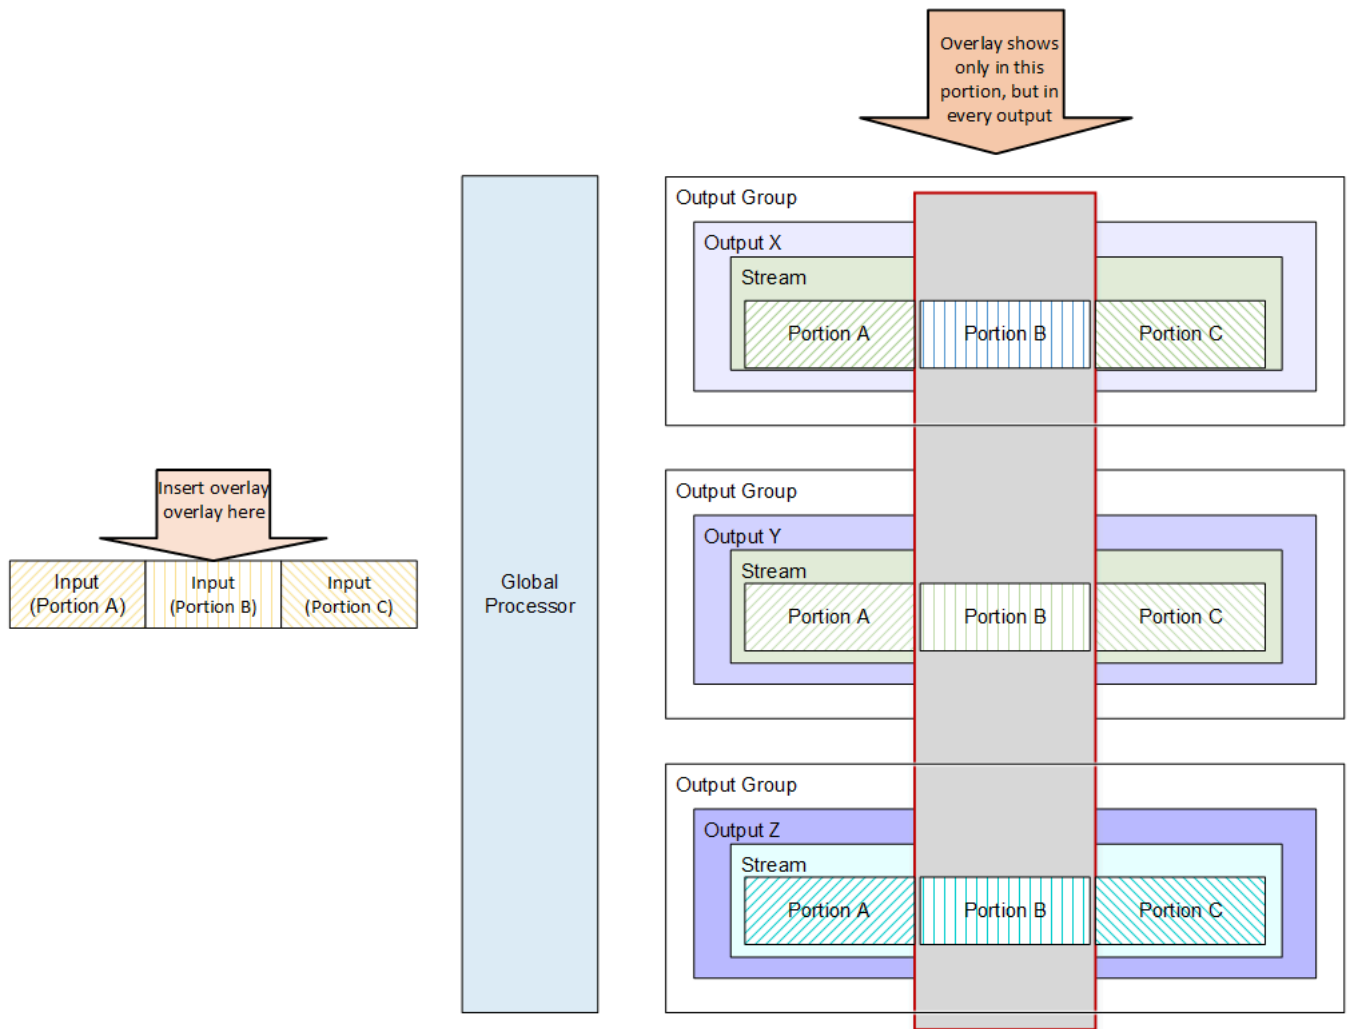 Overlay shows
only in this
portion, but in
every output
Output Group
Output X
Stream
Portion A
Portion B
Portion C
Insert overlay
overlay here
Input
(Portion A)
Input
(Portion B)
Input
(Portion C)
Global
Processor
Output Group
Output Y
Stream
Portion A
Portion B
Portion C
Output Group
Output Z
Stream
Portion A
Portion B
Portion C